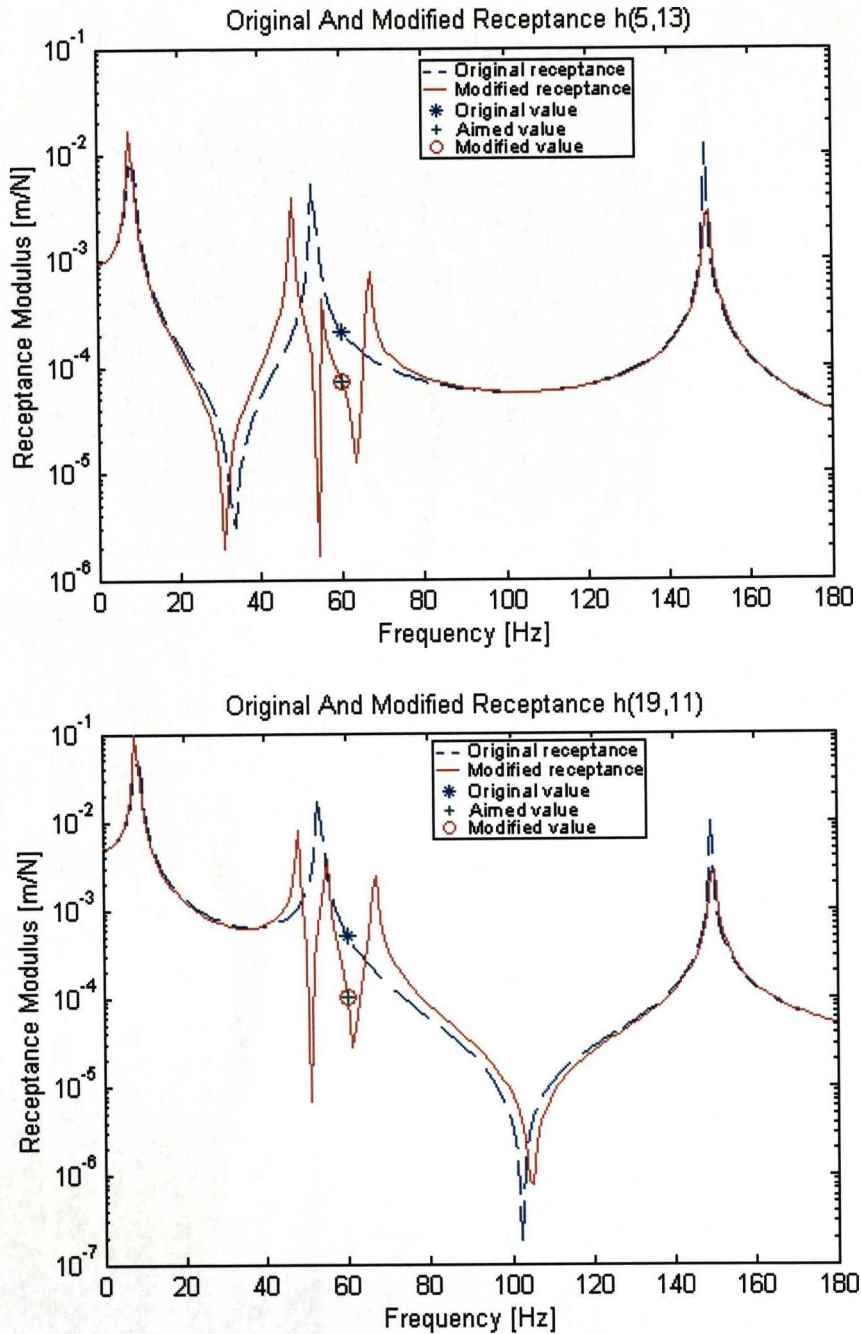 Original And Modified Receptance h(5,13)
Receptance Modulus [m/N]
10^-1
10^-2
10^-3
10^-4
10^-5
10^-6
Original receptance
Modified receptance
Original value
Aimed value
Modified value
0 20 40 60 80 100 120 140 160 180
Frequency [Hz]
Original And Modified Receptance h(19,11)
Receptance Modulus [m/N]
10^-1
10^-2
10^-3
10^-4
10^-5
10^-6
10^-7
Original receptance
Modified receptance
Original value
Aimed value
Modified value
0 20 40 60 80 100 120 140 160 180
Frequency [Hz]